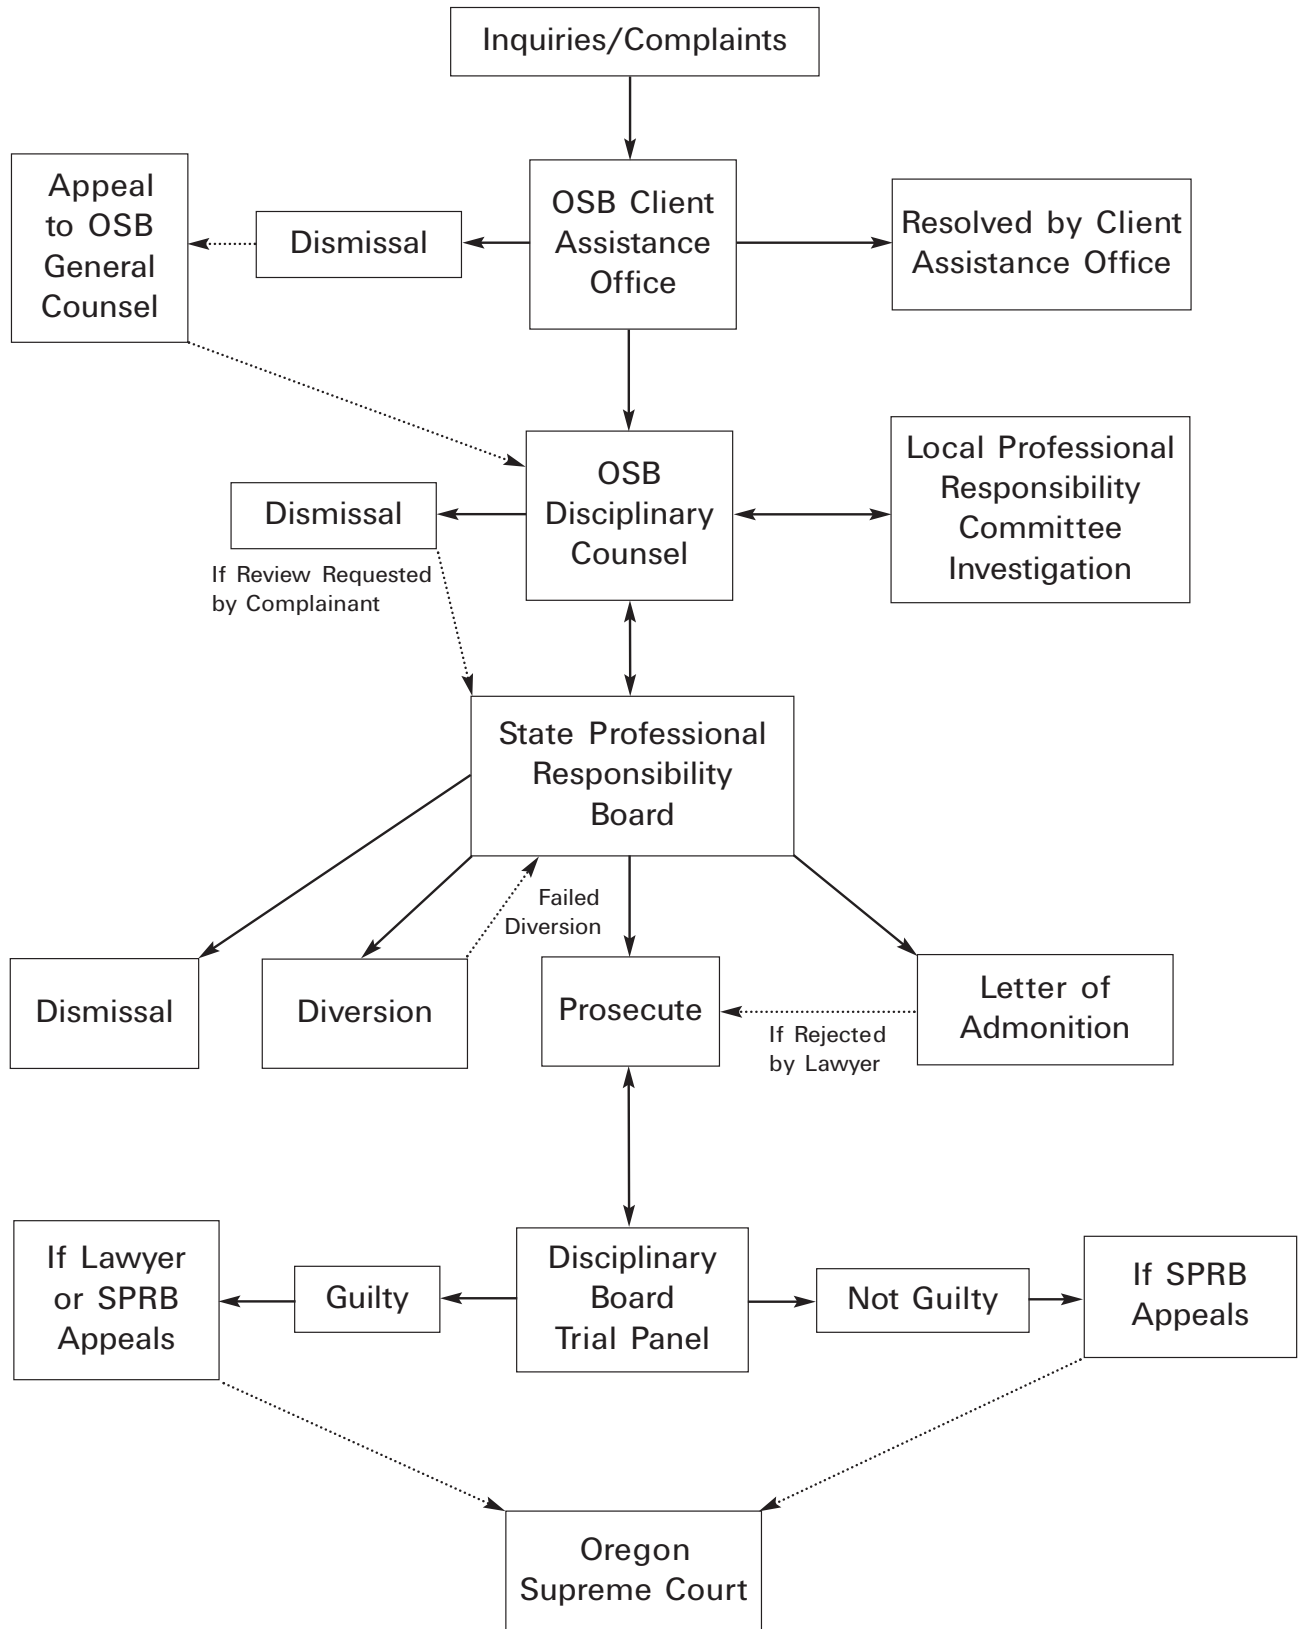 Inquiries/Complaints
Appeal
to OSB
General
Counsel
Dismissal
OSB Client
Assistance
Office
Resolved by Client
Assistance Office
Dismissal
If Review Requested
by Complainant
OSB
Disciplinary
Counsel
Local Professional
Responsibility
Committee
Investigation
State Professional
Responsibility
Board
Failed
Diversion
Dismissal
Diversion
Prosecute
If Rejected
by Lawyer
Letter of
Admonition
If Lawyer
or SPRB
Appeals
Guilty
Disciplinary
Board
Trial Panel
Not Guilty
If SPRB
Appeals
Oregon
Supreme Court